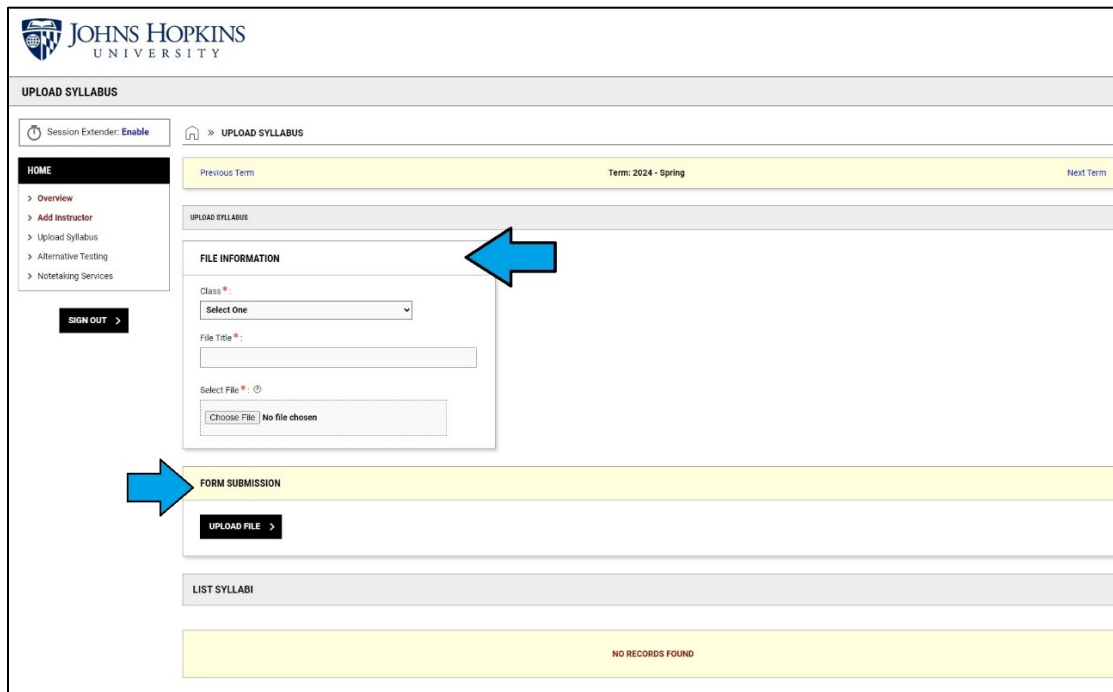 JOHNS HOPKINS
UNIVERSITY
UPLOAD SYLLABUS
Session Extender: Enable
» UPLOAD SYLLABUS
HOME
Overview
Add Instructor
Upload Syllabus
Alternative Testing
Notetaking Services
SIGN OUT
Previous Term Term: 2024 - Spring Next Term
UPLOAD SYLLABUS
FILE INFORMATION
Class * :
Select One
File Title * :
Select File * : ?
Choose File No file chosen
FORM SUBMISSION
UPLOAD FILE
LIST SYLLABI
NO RECORDS FOUND